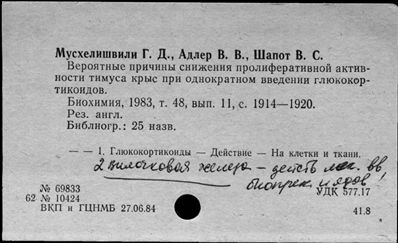 Мусхелишвили Г. Д., Адлер В. В., Шапот В. С.
Вероятные причины снижения пролиферативной актив-
ности тимуса крыс при однократном введении глюкокор-
тикоидов.
Биохимия, 1983, т. 48, вып. 11, с. 1914—1920.
Рез. англ.
Библиогр.: 25 назв.
— — 1. Глюкокортикоиды — Действие — На клетки и ткани.
2 Вилочковая железа — действ лек. вв,
биопреп. и ядов
№ 69833
УДК 577.17
62 № 10424
ВКП и ГЦНМБ 27.06.84
41.8